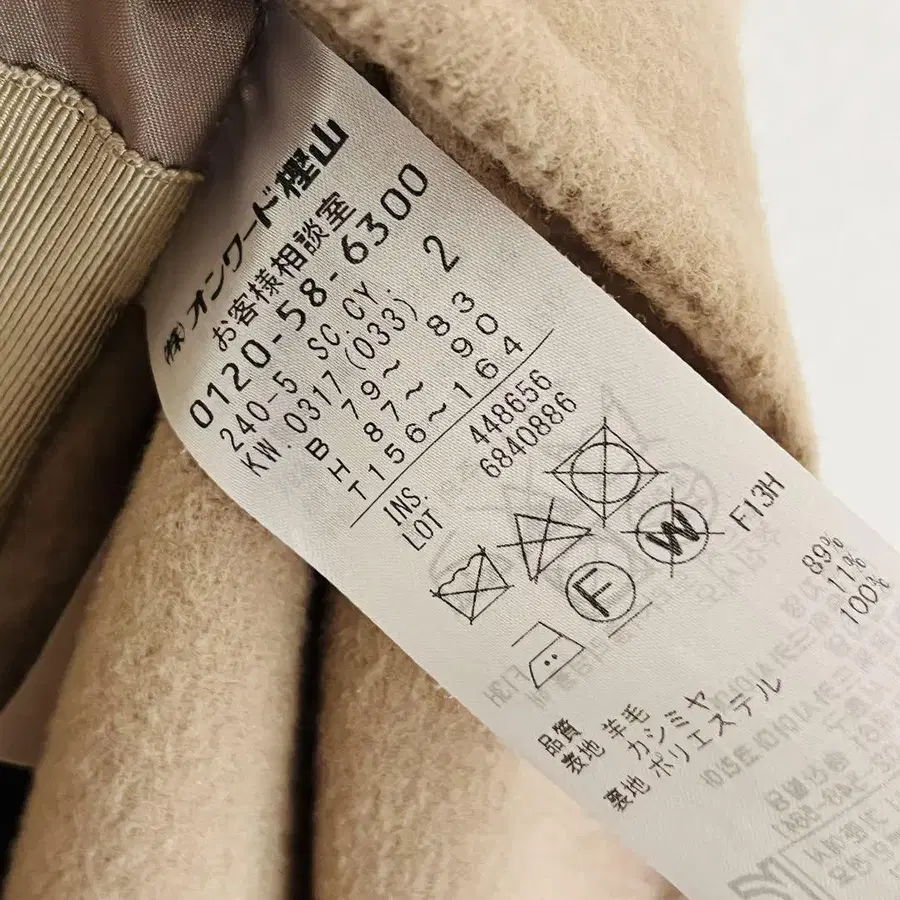 (株)オンワード樫山
お客様相談室
0120-58-6300
240-5 SC.CY. 2
KW.0317(033)
B 79~ 83
H 87~ 90
T156~164
INS. 448656
LOT 6840886
F W F13H
品質
表地 羊毛 89%
カシミヤ 11%
裏地 ポリエステル 100%